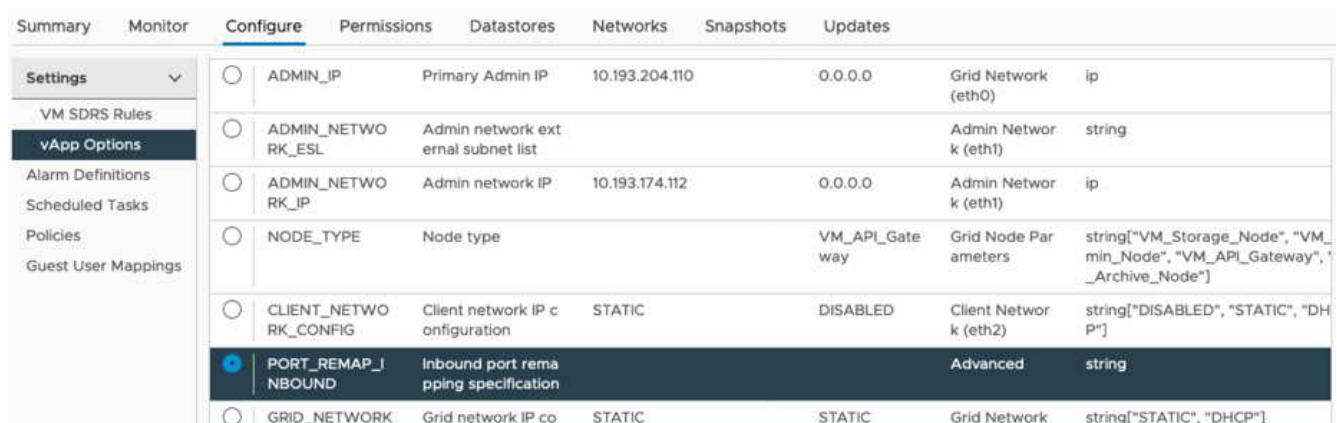 Summary Monitor Configure Permissions Datastores Networks Snapshots Updates
Settings
VM SDRS Rules
vApp Options
Alarm Definitions
Scheduled Tasks
Policies
Guest User Mappings
ADMIN_IP Primary Admin IP 10.193.204.110 0.0.0.0 Grid Network ip
(eth0)
ADMIN_NETWO Admin network ext Admin Networ string
RK_ESL ernal subnet list k (eth1)
ADMIN_NETWO Admin network IP 10.193.174.112 0.0.0.0 Admin Networ ip
RK_IP k (eth1)
NODE_TYPE Node type VM_API_Gate Grid Node Par string["VM_Storage_Node", "VM_
way ameters min_Node", "VM_API_Gateway", "
_Archive_Node"]
CLIENT_NETWO Client network IP c STATIC DISABLED Client Networ string["DISABLED", "STATIC", "DH
RK_CONFIG onfiguration k (eth2) P"]
PORT_REMAP_I Inbound port rema Advanced string
NBOUND pping specification
GRID_NETWORK Grid network IP co STATIC STATIC Grid Network string["STATIC", "DHCP"]